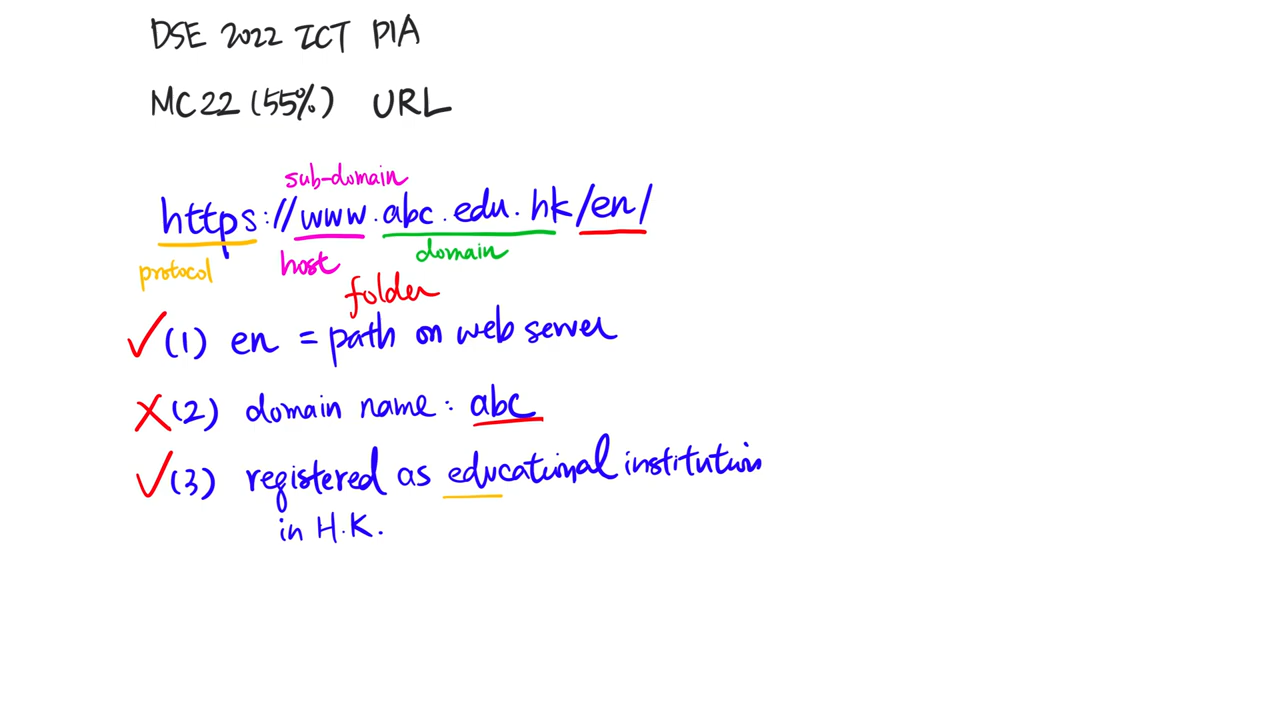 DSE 2022 ICT P1A
MC22 (55%) URL
sub-domain
https://www.abc.edu.hk/en/
protocol host domain
folder
✓(1) en = path on web server
✗(2) domain name: abc
✓(3) registered as educational institution
in H.K.